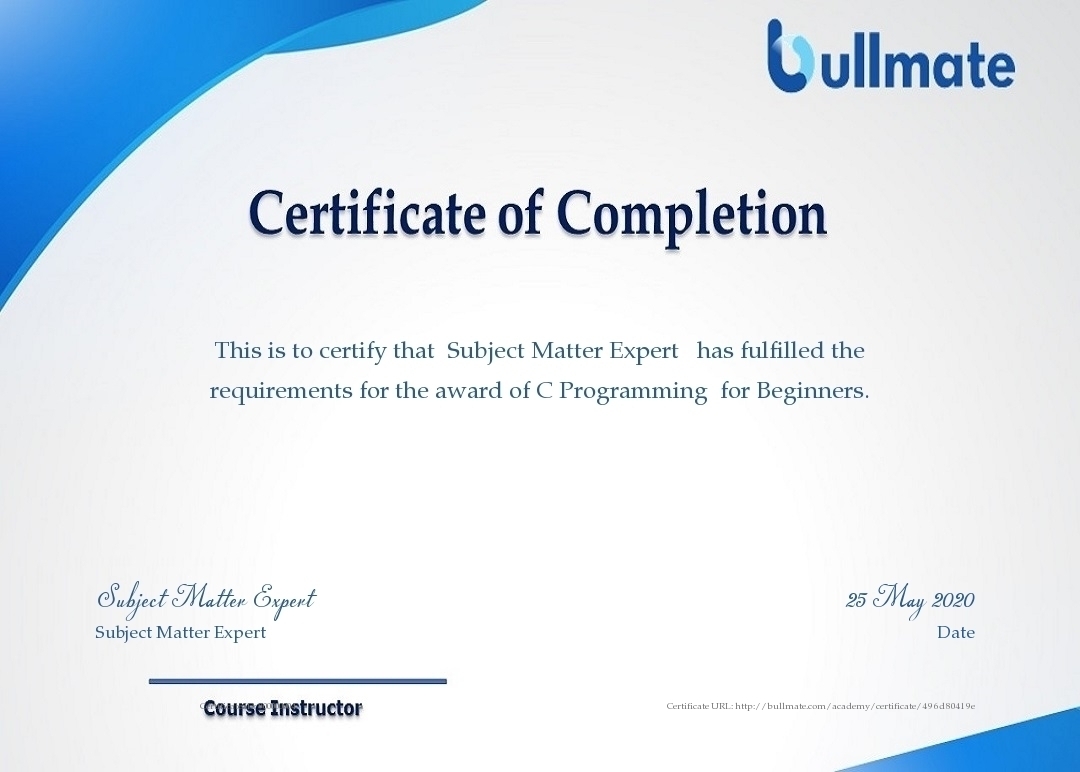 bullmate
Certificate of Completion
This is to certify that Subject Matter Expert has fulfilled the
requirements for the award of C Programming for Beginners.
Subject Matter Expert
Subject Matter Expert
25 May 2020
Date
Course Instructor
Certificate URL: http://bullmate.com/academy/certificate/496d80419e